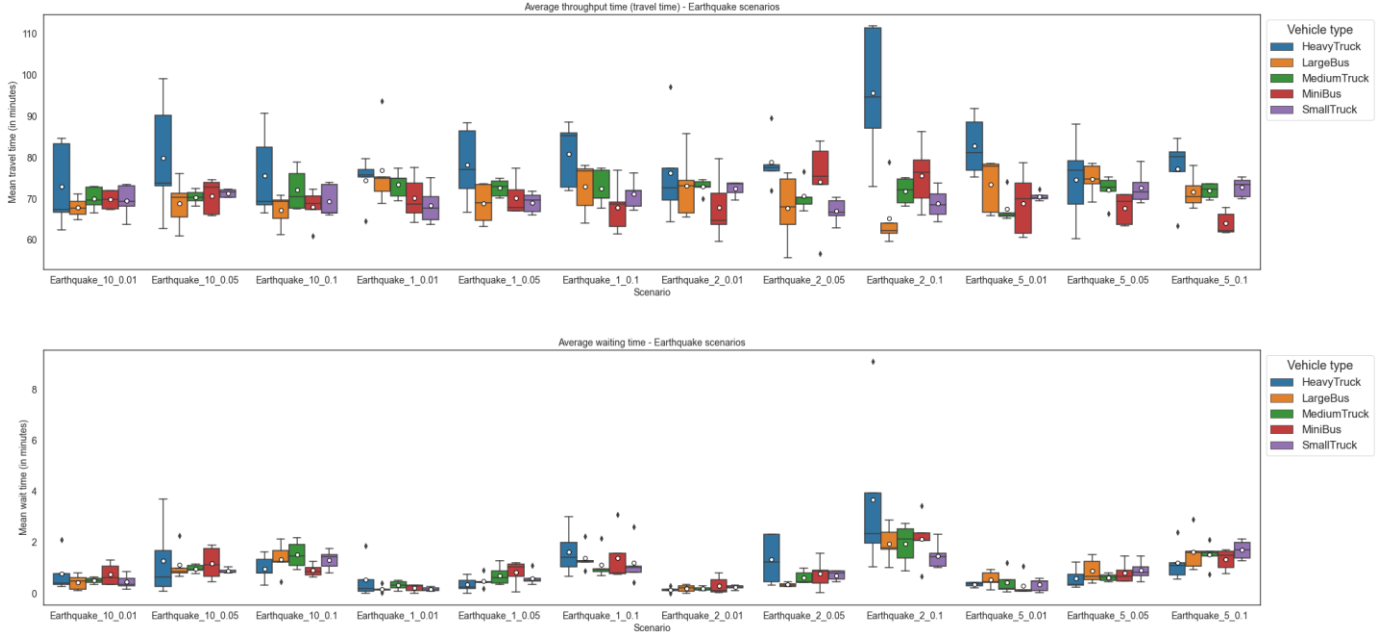 Average throughput time (travel time) - Earthquake scenarios
Mean travel time (in minutes)
110
100
90
80
70
60
Earthquake_10_0.01 Earthquake_10_0.05 Earthquake_10_0.1 Earthquake_1_0.01 Earthquake_1_0.05 Earthquake_1_0.1 Earthquake_2_0.01 Earthquake_2_0.05 Earthquake_2_0.1 Earthquake_5_0.01 Earthquake_5_0.05 Earthquake_5_0.1
Scenario
Vehicle type
HeavyTruck
LargeBus
MediumTruck
MiniBus
SmallTruck
Average waiting time - Earthquake scenarios
Mean wait time (in minutes)
8
6
4
2
0
Earthquake_10_0.01 Earthquake_10_0.05 Earthquake_10_0.1 Earthquake_1_0.01 Earthquake_1_0.05 Earthquake_1_0.1 Earthquake_2_0.01 Earthquake_2_0.05 Earthquake_2_0.1 Earthquake_5_0.01 Earthquake_5_0.05 Earthquake_5_0.1
Scenario
Vehicle type
HeavyTruck
LargeBus
MediumTruck
MiniBus
SmallTruck